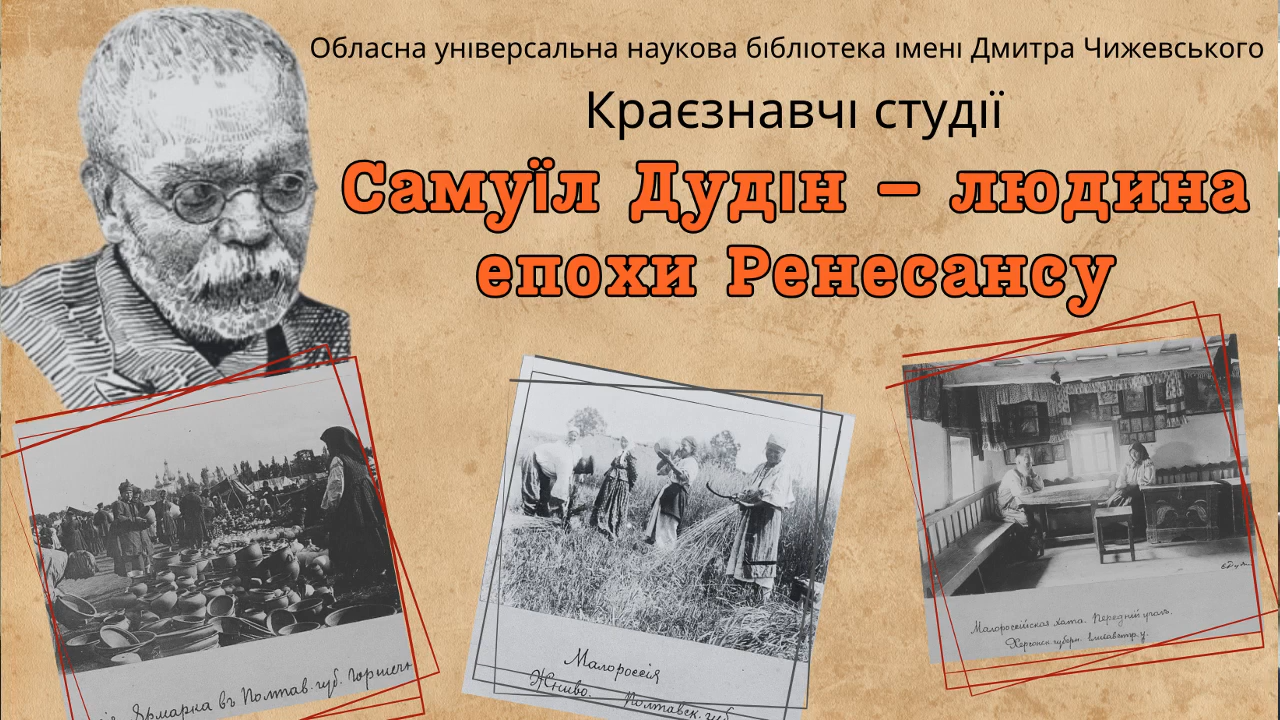 Обласна універсальна наукова бібліотека імені Дмитра Чижевського
Краєзнавчі студії
Самуїл Дудін – людина
епохи Ренесансу
Ярмарка въ Полтав. губ.
Малороссія
Жниво. Полтавск. губ.
Малороссійская хата. Передній уголъ.
Херсонск. губерн. Елисаветгр. у.